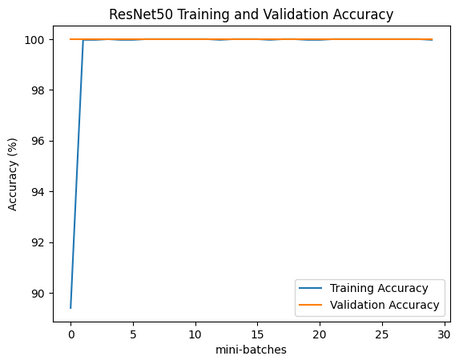 ResNet50 Training and Validation Accuracy
Accuracy (%)
100
98
96
94
92
90
Training Accuracy
Validation Accuracy
0
5
10
15
20
25
30
mini-batches